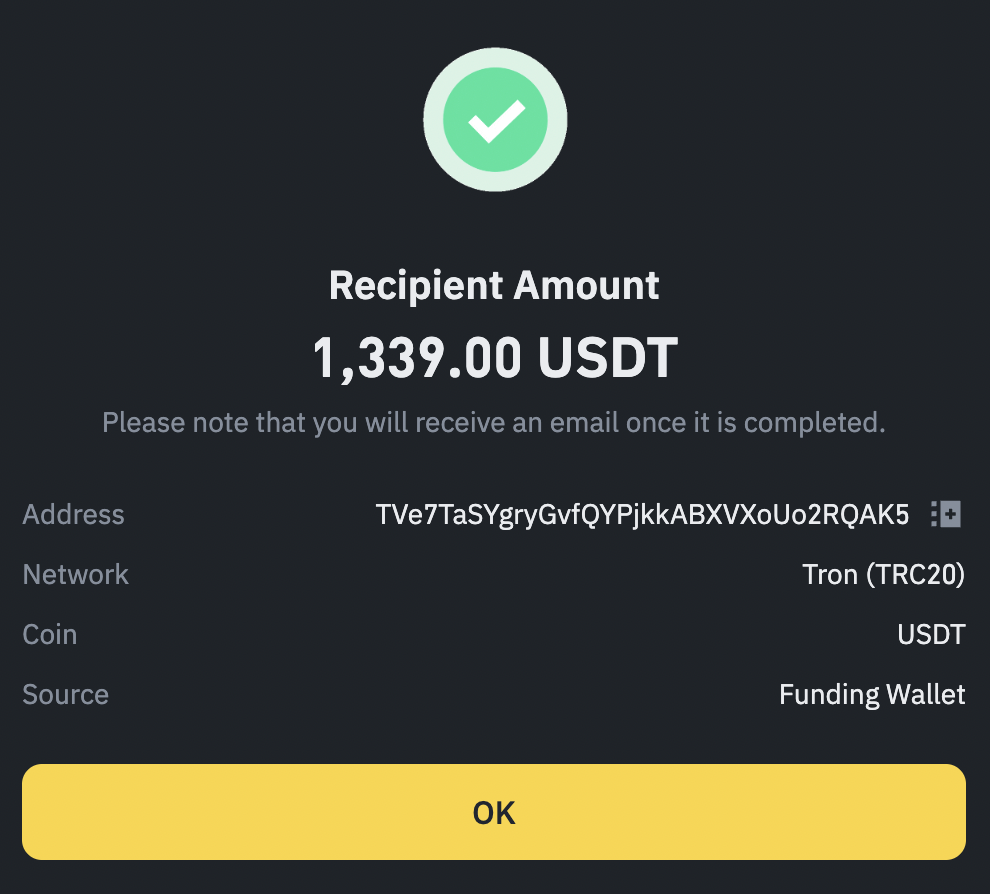 Recipient Amount
1,339.00 USDT
Please note that you will receive an email once it is completed.
Address TVe7TaSYgryGvfQYPjkkABXVXoUo2RQAK5
Network Tron (TRC20)
Coin USDT
Source Funding Wallet
OK